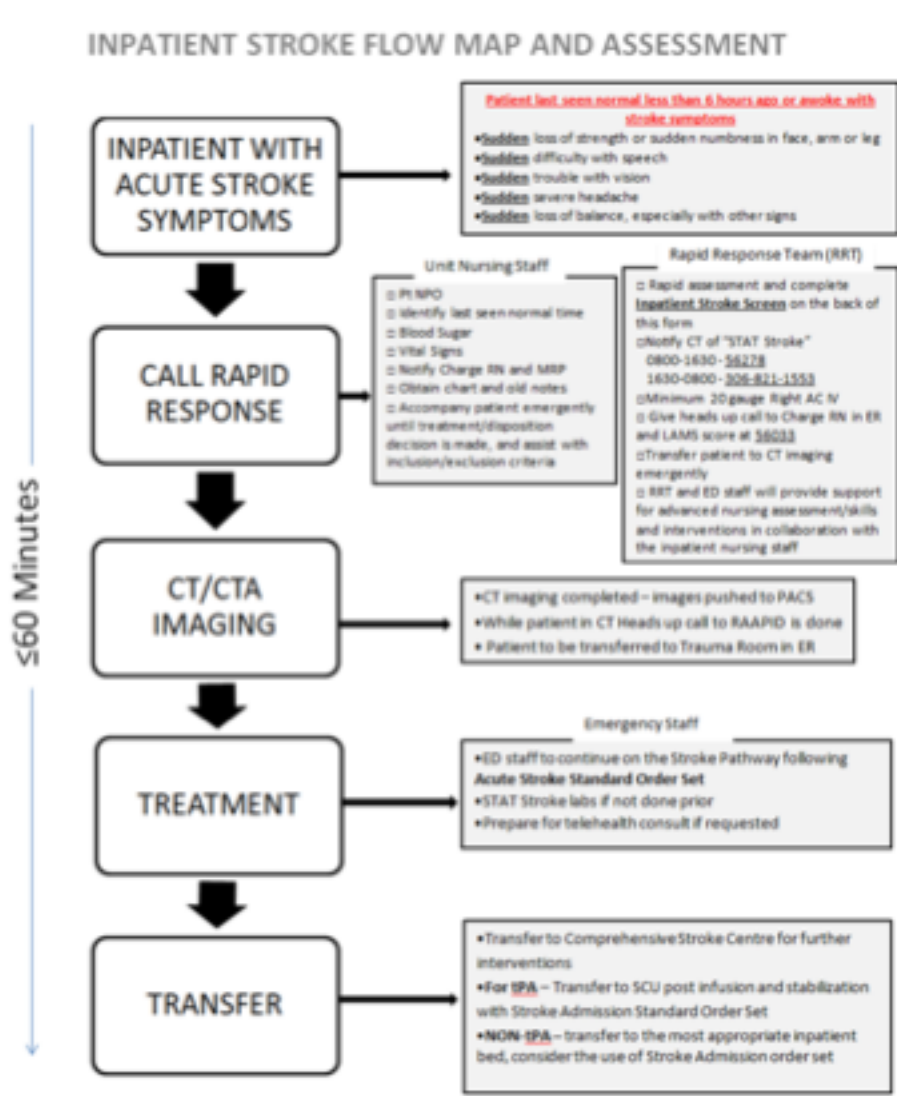 INPATIENT STROKE FLOW MAP AND ASSESSMENT
≤60 Minutes
INPATIENT WITH
ACUTE STROKE
SYMPTOMS
Patient last seen normal less than 6 hours ago or awoke with
stroke symptoms
•Sudden loss of strength or sudden numbness in face, arm or leg
•Sudden difficulty with speech
•Sudden trouble with vision
•Sudden severe headache
•Sudden loss of balance, especially with other signs
CALL RAPID
RESPONSE
Unit Nursing Staff
□ Pt NPO
□ Identify last seen normal time
□ Blood Sugar
□ Vital Signs
□ Notify Charge RN and MRP
□ Obtain chart and old notes
□ Accompany patient emergently
until treatment/disposition
decision is made, and assist with
inclusion/exclusion criteria
Rapid Response Team (RRT)
□ Rapid assessment and complete
Inpatient Stroke Screen on the back of
this form
□Notify CT of "STAT Stroke"
0800-1630 - 56278
1630-0800 - 306-821-1553
□Minimum 20 gauge Right AC IV
□ Give heads up call to Charge RN in ER
and LAMS score at 56033
□Transfer patient to CT imaging
emergently
□ RRT and ED staff will provide support
for advanced nursing assessment/skills
and interventions in collaboration with
the inpatient nursing staff
CT/CTA
IMAGING
•CT imaging completed – images pushed to PACS
•While patient in CT Heads up call to RAAPID is done
• Patient to be transferred to Trauma Room in ER
TREATMENT
Emergency Staff
•ED staff to continue on the Stroke Pathway following
Acute Stroke Standard Order Set
•STAT Stroke labs if not done prior
•Prepare for telehealth consult if requested
TRANSFER
•Transfer to Comprehensive Stroke Centre for further
interventions
•For tPA – Transfer to SCU post infusion and stabilization
with Stroke Admission Standard Order Set
•NON-tPA – transfer to the most appropriate inpatient
bed, consider the use of Stroke Admission order set